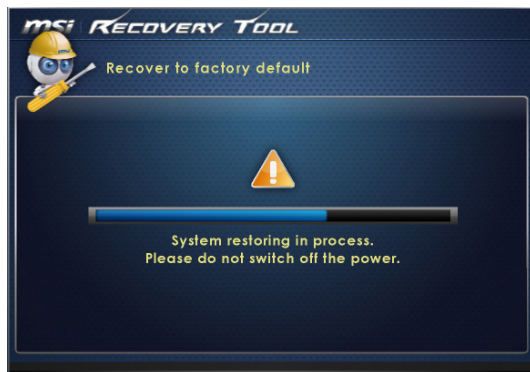 msi RECOVERY TOOL
Recover to factory default
System restoring in process.
Please do not switch off the power.